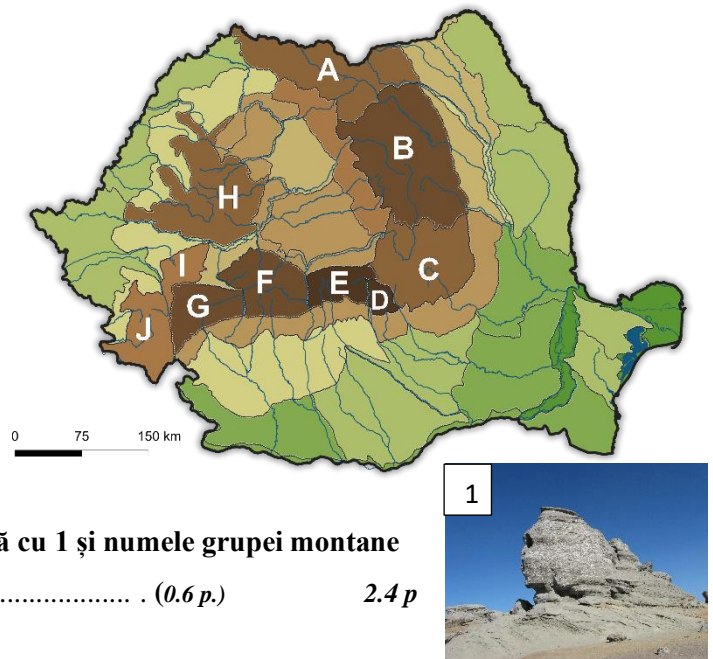 A
B
H
I
F
E
C
G
D
J
0 75 150 km
1
ă cu 1 și numele grupei montane
.................. . (0.6 p.) 2.4 p